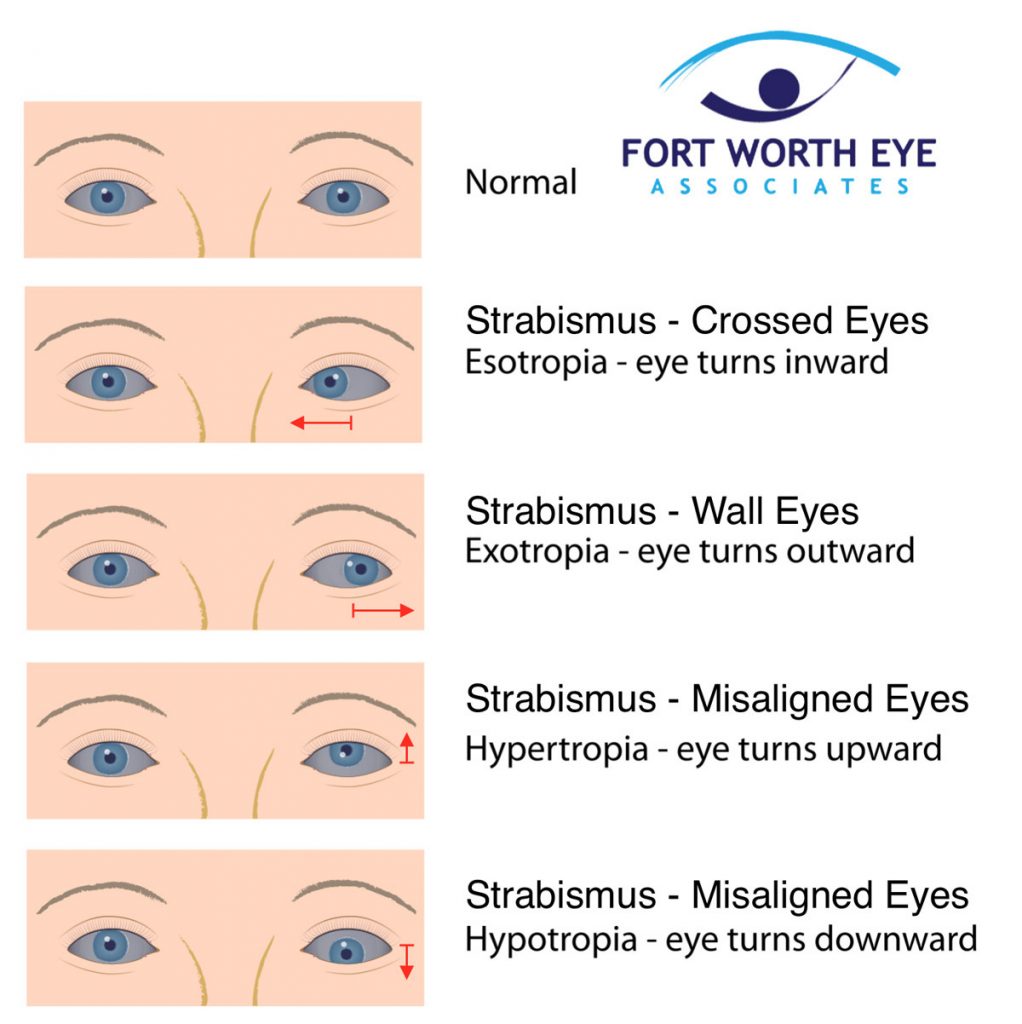 FORT WORTH EYE
ASSOCIATES
Normal
Strabismus - Crossed Eyes
Esotropia - eye turns inward
Strabismus - Wall Eyes
Exotropia - eye turns outward
Strabismus - Misaligned Eyes
Hypertropia - eye turns upward
Strabismus - Misaligned Eyes
Hypotropia - eye turns downward